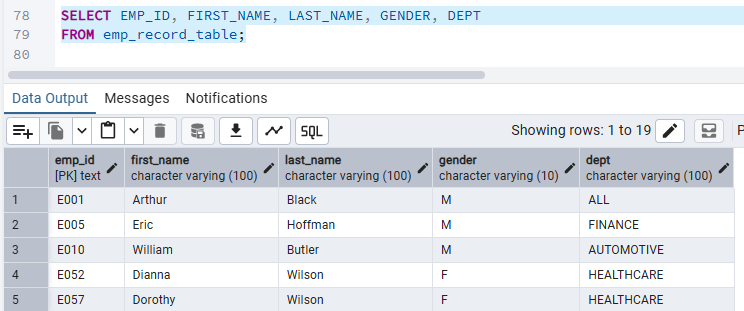 78 SELECT EMP_ID, FIRST_NAME, LAST_NAME, GENDER, DEPT
79 FROM emp_record_table;
80
Data Output Messages Notifications
SQL Showing rows: 1 to 19
emp_id first_name last_name gender dept
[PK] text character varying (100) character varying (100) character varying (10) character varying (100)
1 E001 Arthur Black M ALL
2 E005 Eric Hoffman M FINANCE
3 E010 William Butler M AUTOMOTIVE
4 E052 Dianna Wilson F HEALTHCARE
5 E057 Dorothy Wilson F HEALTHCARE